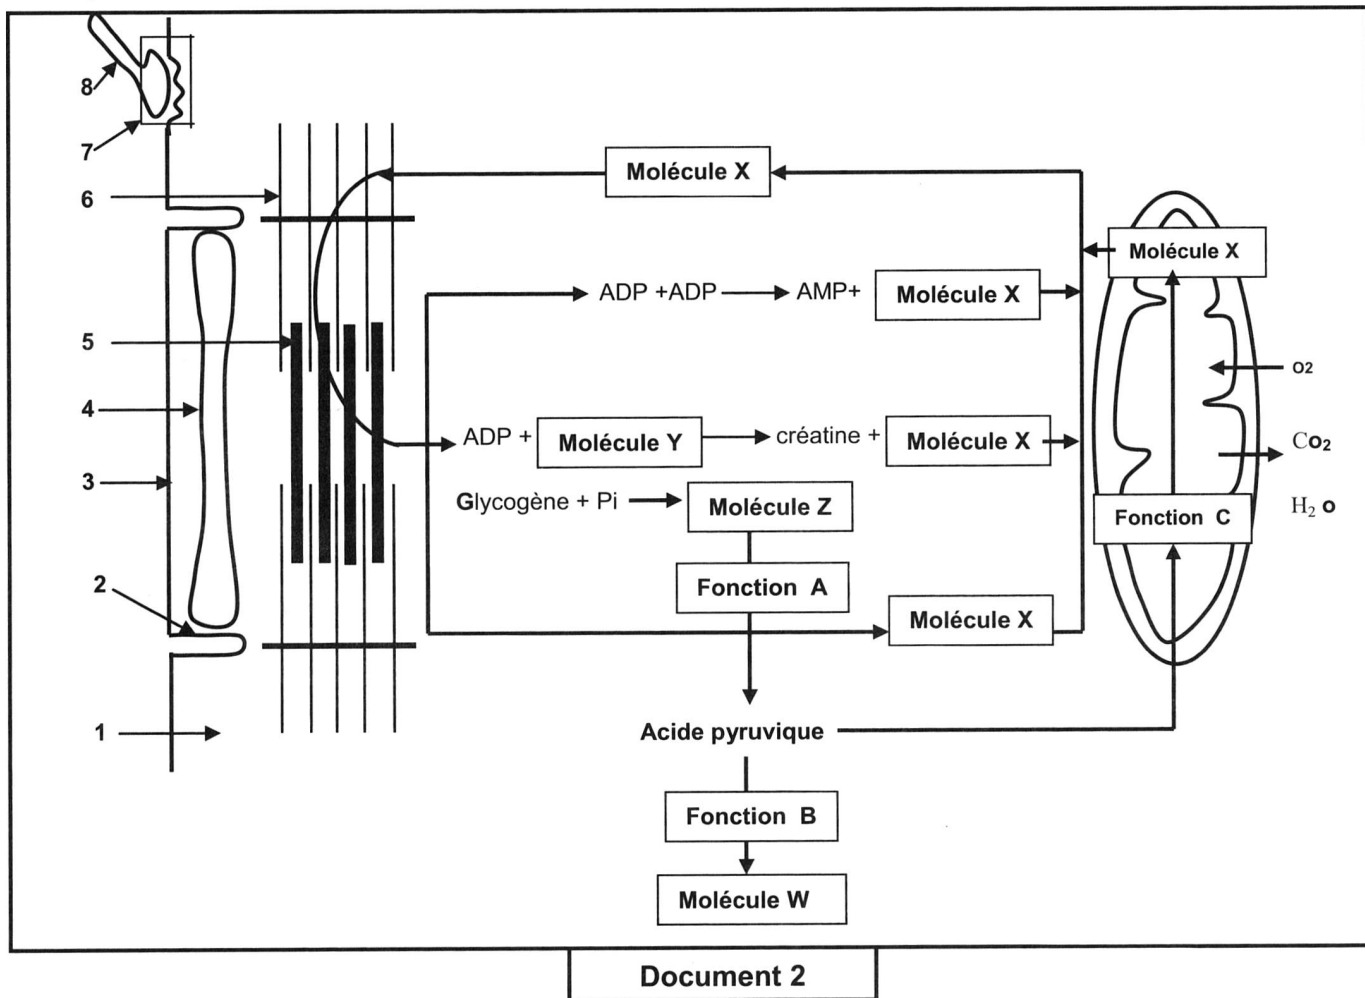 8
7
6
5
4
3
2
1
Molécule X
Molécule X
ADP +ADP → AMP+ Molécule X
O2
ADP + Molécule Y → créatine + Molécule X
Co2
Glycogène + Pi → Molécule Z
Fonction C
H2 o
Fonction A
Molécule X
Acide pyruvique
Fonction B
Molécule W
Document 2